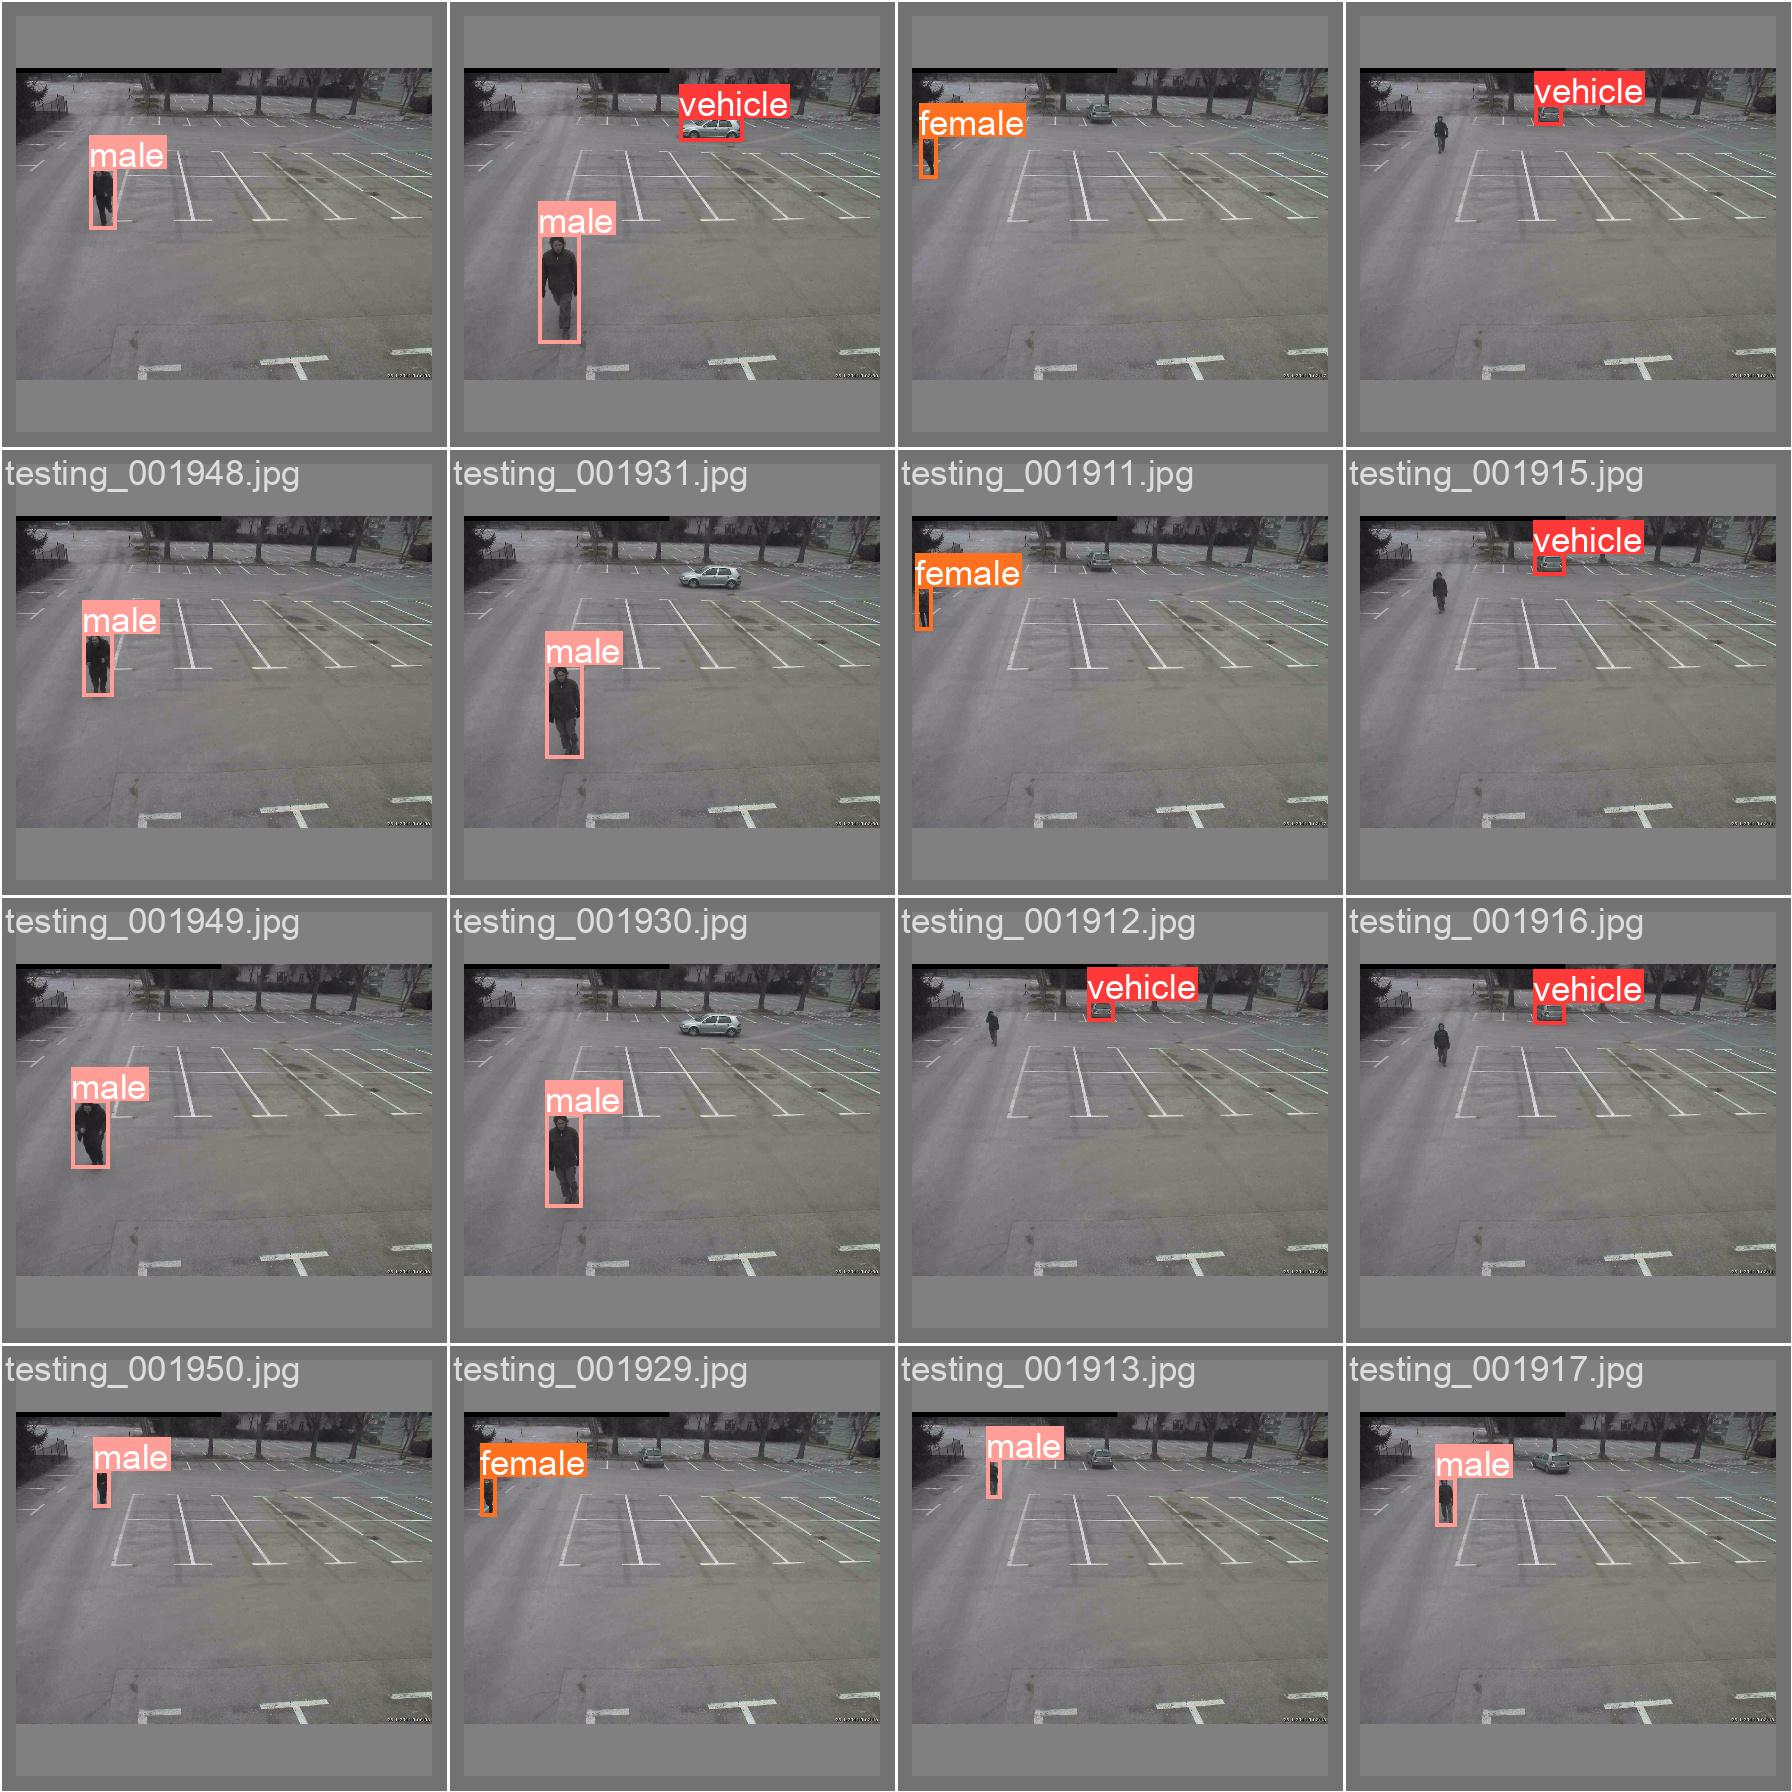 male
vehicle
male
female
vehicle
testing_001948.jpg
testing_001931.jpg
testing_001911.jpg
testing_001915.jpg
male
male
female
vehicle
testing_001949.jpg
testing_001930.jpg
testing_001912.jpg
testing_001916.jpg
male
male
vehicle
vehicle
testing_001950.jpg
testing_001929.jpg
testing_001913.jpg
testing_001917.jpg
male
female
male
male